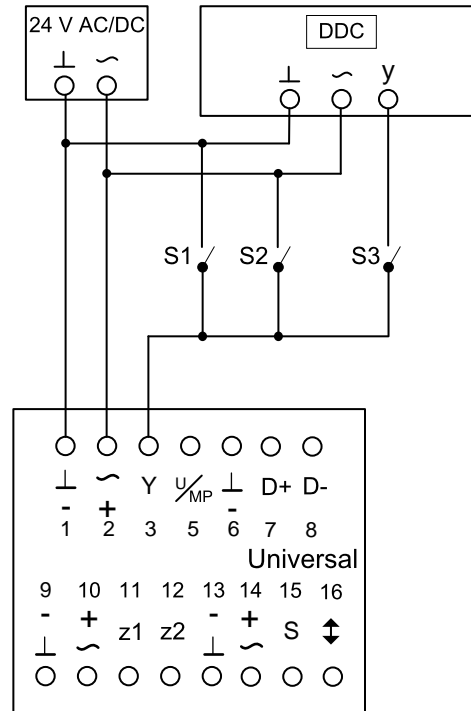 24 V AC/DC
DDC
⊥ ~
⊥ ~ y
S1 S2 S3
⊥ ~ Y U/MP ⊥ D+ D-
- + -
1 2 3 5 6 7 8
Universal
9 10 11 12 13 14 15 16
- + z1 z2 - + S ↕
⊥ ~ ⊥ ~